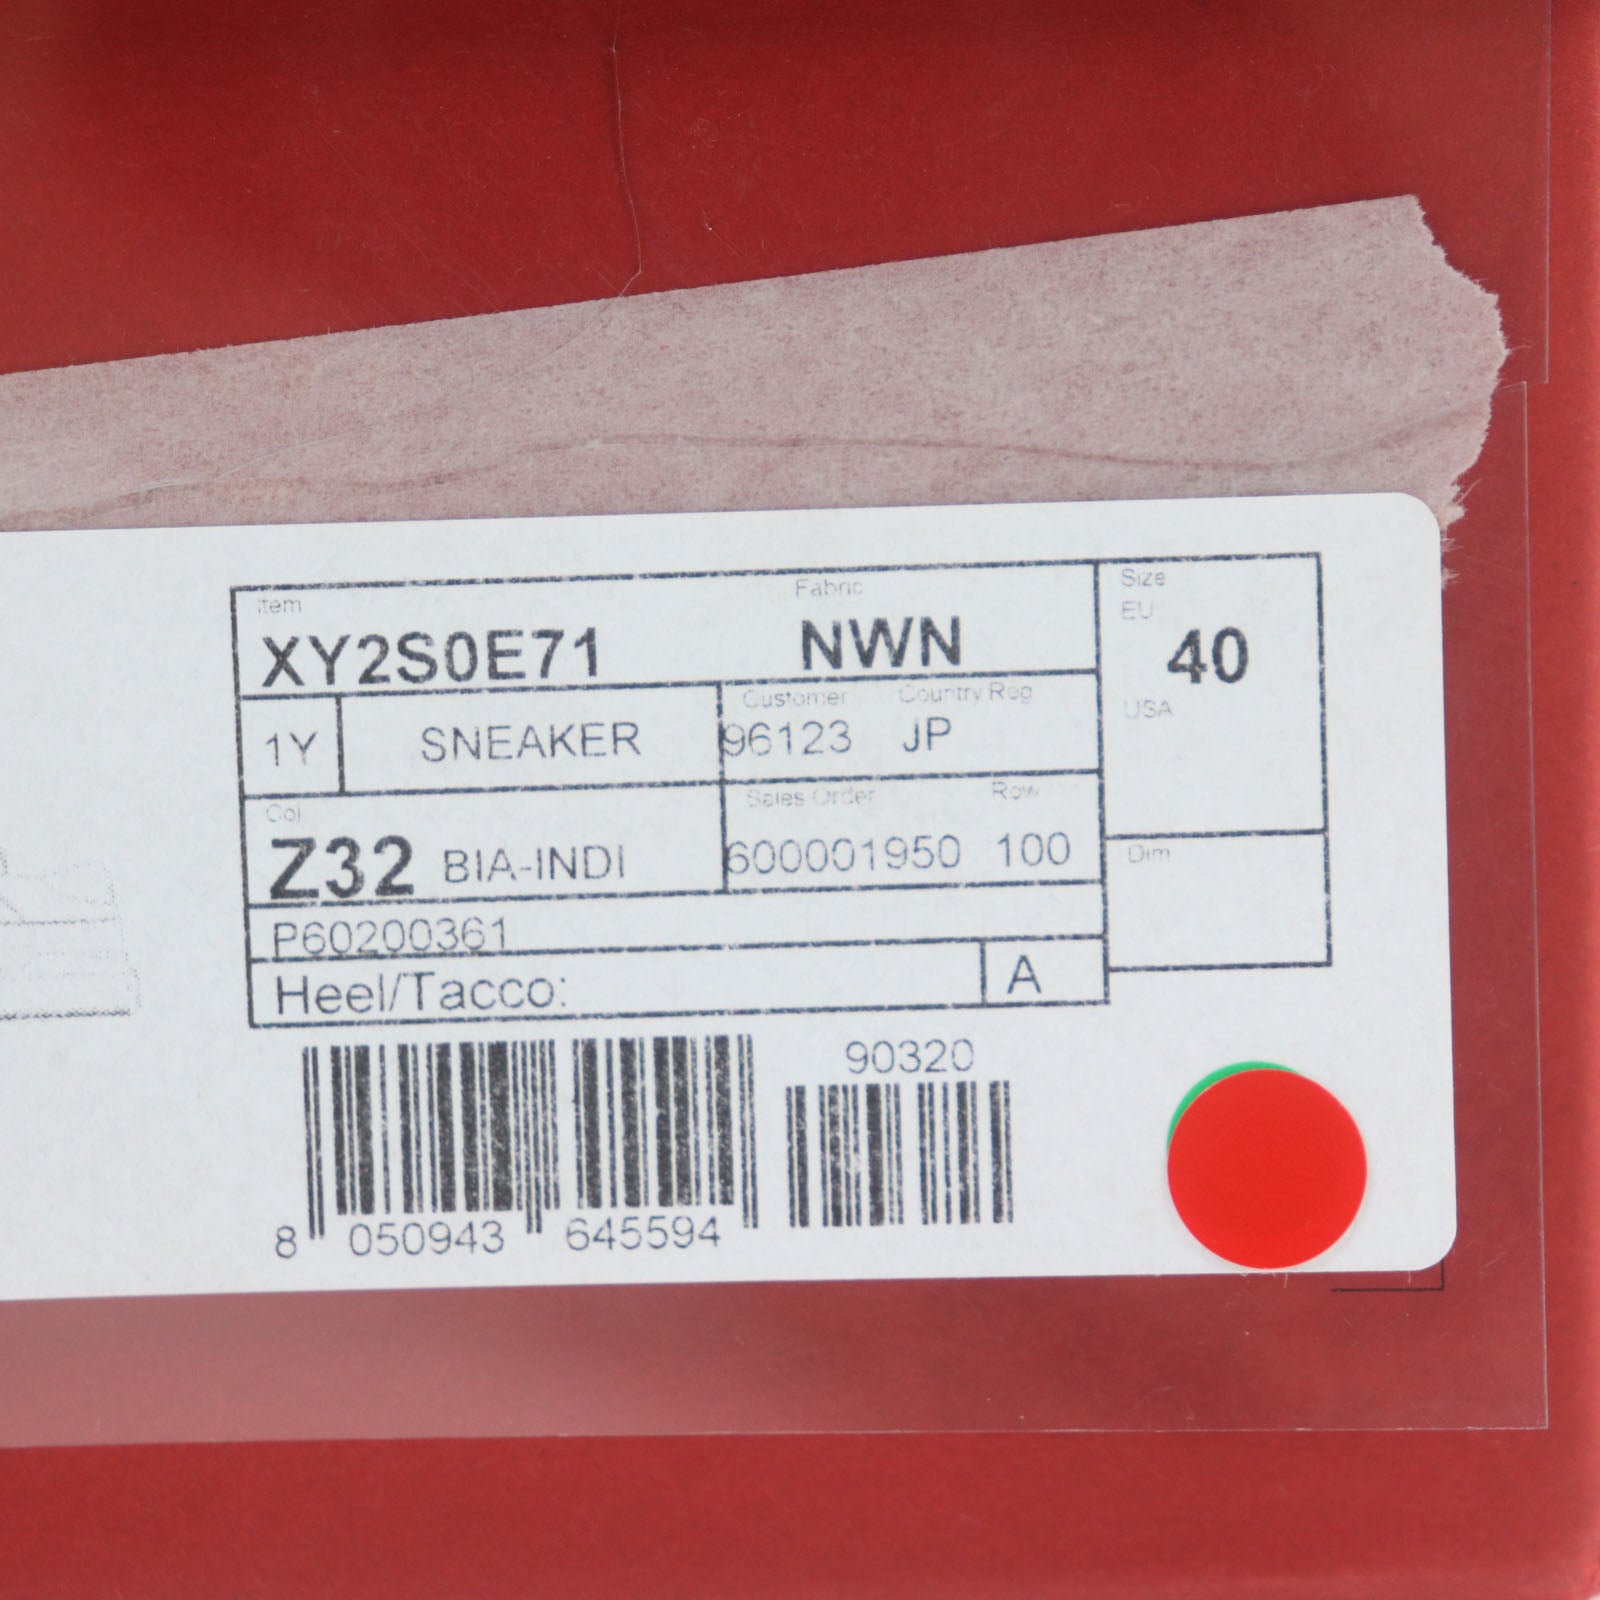 Item Fabric
XY2S0E71 NWN
Size
EU
40
USA
1Y SNEAKER
Customer Country Reg
96123 JP
Col
Z32 BIA-INDI
Sales Order Row
600001950 100
Dim
P60200361
Heel/Tacco: A
90320
8 050943 645594